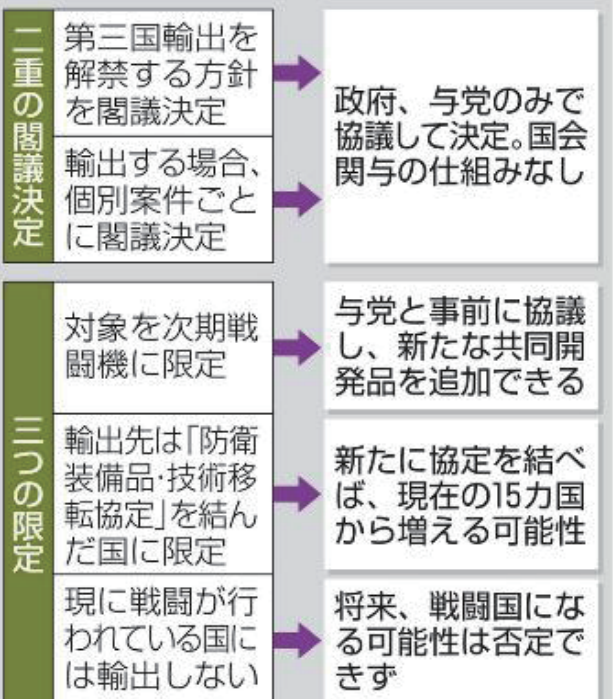 二重の閣議決定
第三国輸出を
解禁する方針
を閣議決定
輸出する場合、
個別案件ごと
に閣議決定
政府、与党のみで
協議して決定。国会
関与の仕組みなし
三つの限定
対象を次期戦
闘機に限定
与党と事前に協議
し、新たな共同開
発品を追加できる
輸出先は「防衛
装備品・技術移
転協定」を結ん
だ国に限定
新たに協定を結べ
ば、現在の15カ国
から増える可能性
現に戦闘が行
われている国に
は輸出しない
将来、戦闘国にな
る可能性は否定で
きず